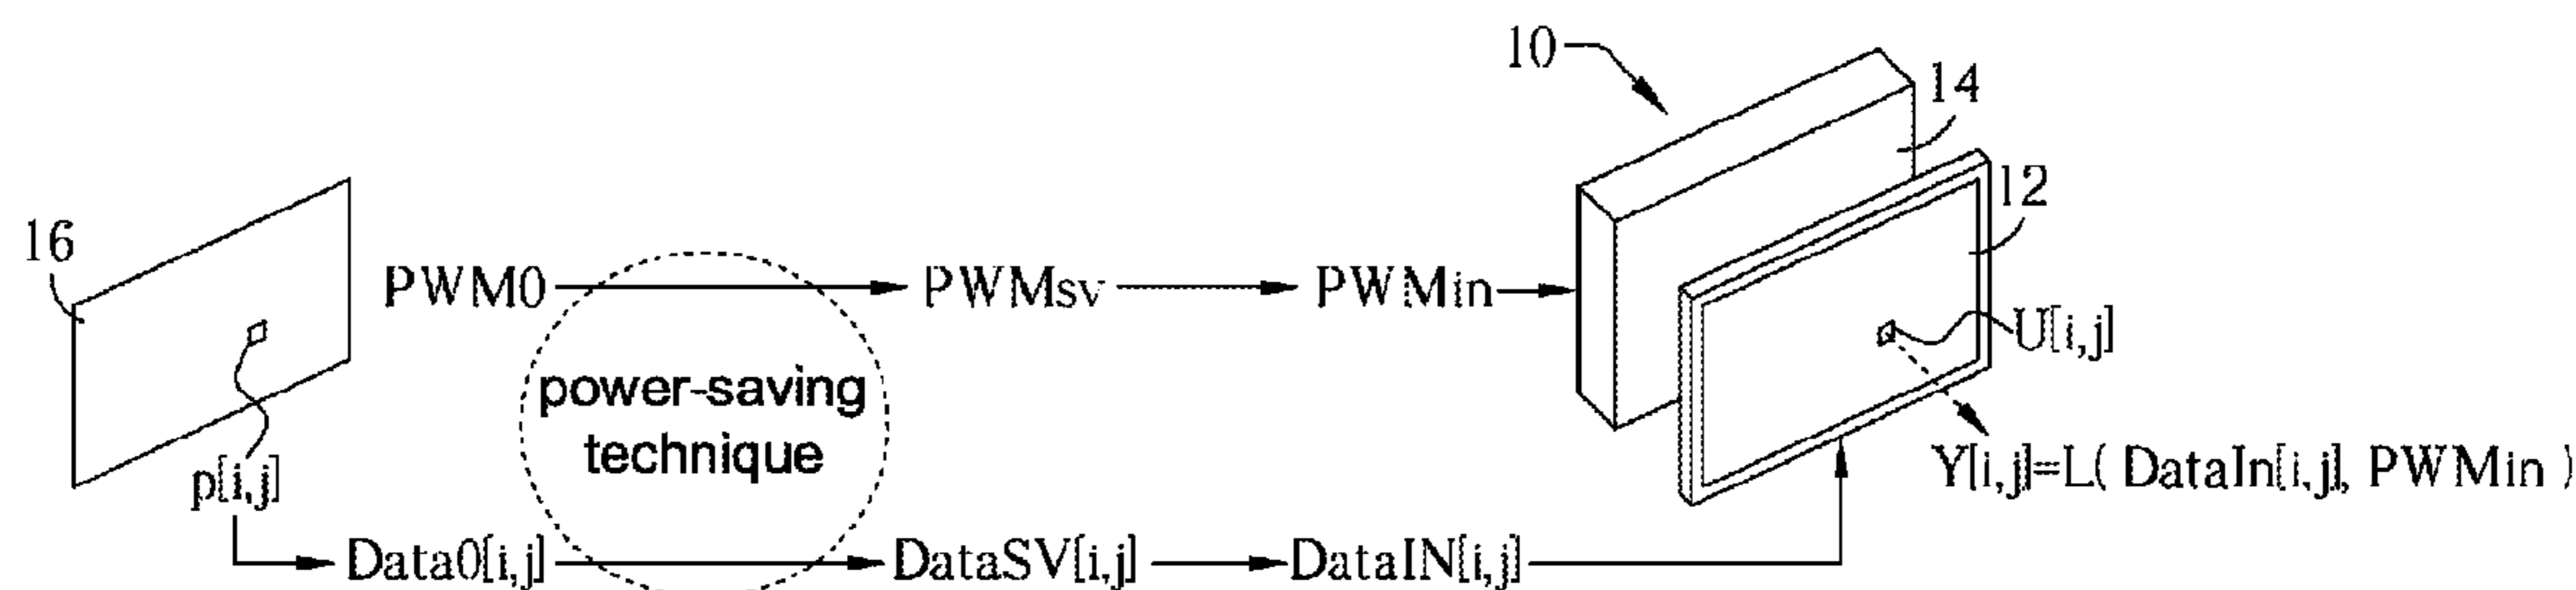 10
14
12
16
PWM0
PWMsv
PWMin
U[i,j]
power-saving
technique
p[i,j]
Y[i,j]=L( DataIn[i,j], PWMin )
Data0[i,j]
DataSV[i,j]
DataIN[i,j]